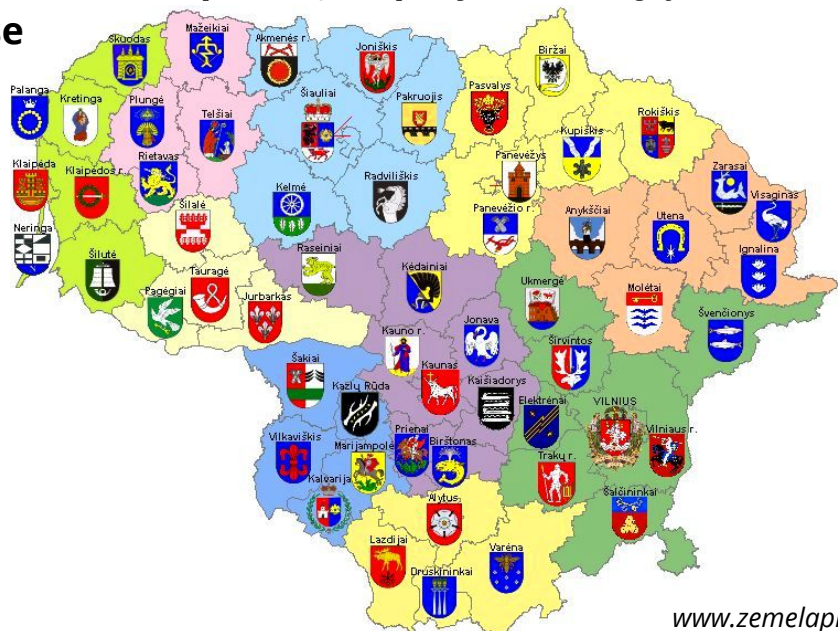 se
Skuodas
Mažeikiai
Akmenės r.
Joniškis
Biržai
Palanga
Kretinga
Plungė
Telšiai
Šiauliai
Pakruojis
Pasvalys
Rokiškis
Kupiškis
Klaipėda
Klaipėdos r.
Rietavas
Radviliškis
Panevėžys
Zarasai
Kelmė
Visaginas
Neringa
Šilalė
Panevėžio r.
Anykščiai
Utena
Šilutė
Raseiniai
Ignalina
Tauragė
Kėdainiai
Ukmergė
Molėtai
Pagėgiai
Jurbarkas
Švenčionys
Jonava
Kauno r.
Širvintos
Šakiai
Kaunas
Kazlų Rūda
Kaišiadorys
Elektrėnai
VILNIUS
Vilkaviškis
Marijampolė
Prienai
Birštonas
Vilniaus r.
Kalvarija
Trakų r.
Alytus
Šalčininkai
Lazdijai
Varėna
Druskininkai
www.zemelapi